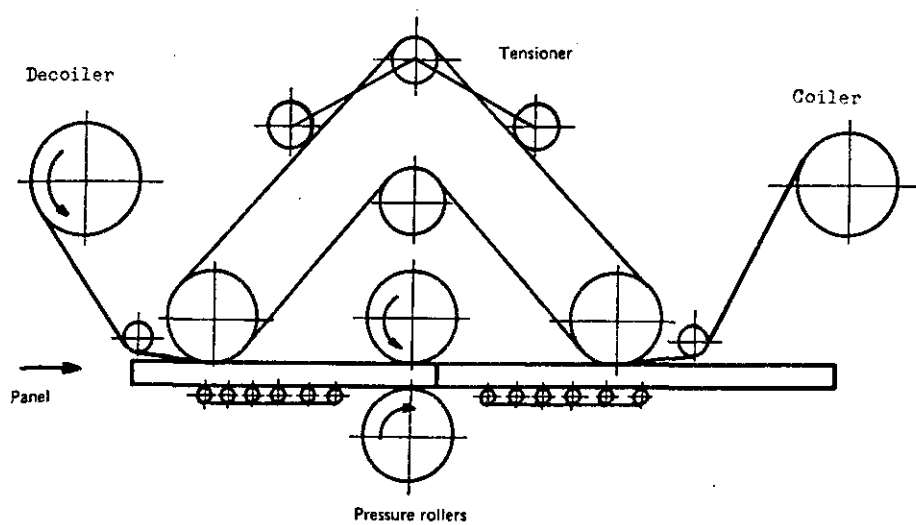 Tensioner
Decoiler
Coiler
Panel
Pressure rollers